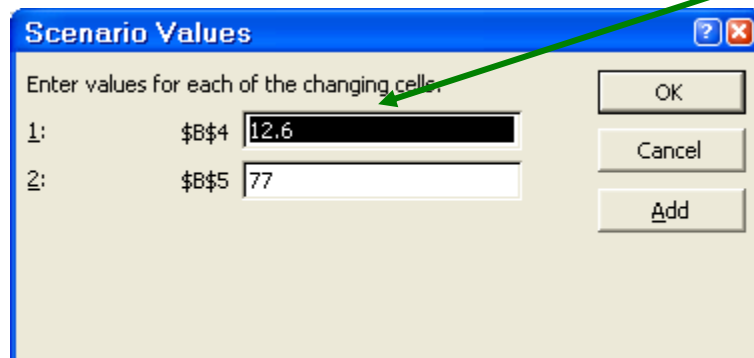 Scenario Values
Enter values for each of the changing cells.
OK
1: $B$4 12.6
Cancel
2: $B$5 77
Add